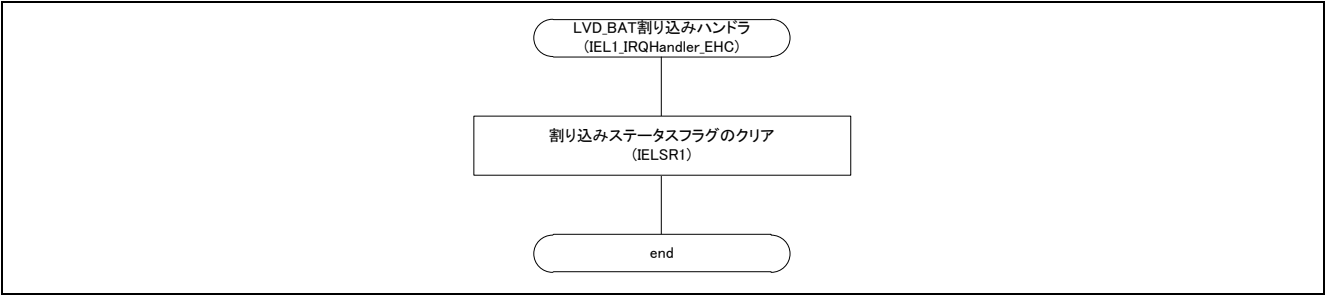 LVD_BAT割り込みハンドラ
(IEL1_IRQHandler_EHC)
割り込みステータスフラグのクリア
(IELSR1)
end